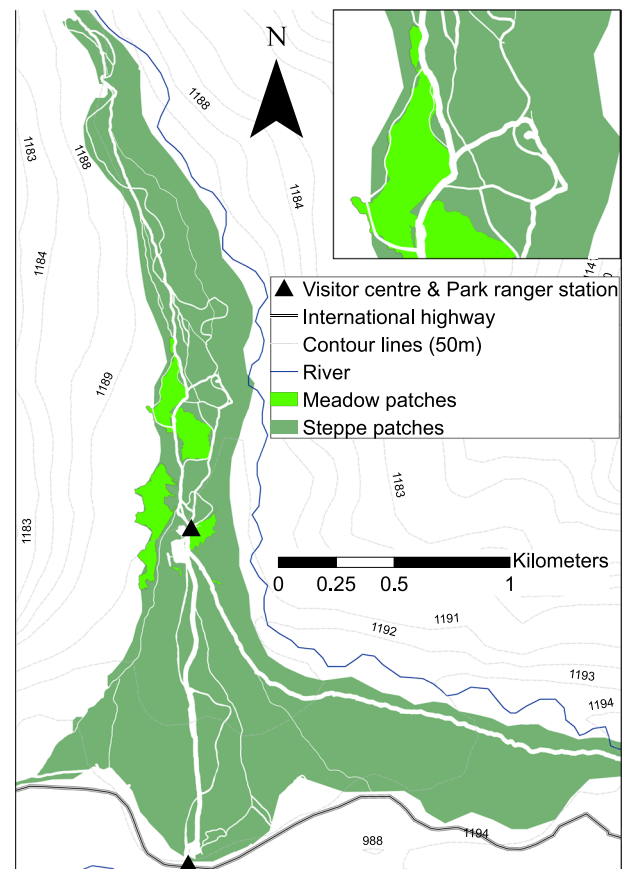 N
1188
1183
1188
1184
1184
Visitor centre & Park ranger station
International highway
Contour lines (50m)
River
Meadow patches
Steppe patches
1189
1183
1183
Kilometers
0 0.25 0.5 1
1191
1192
1193
1194
1194
988